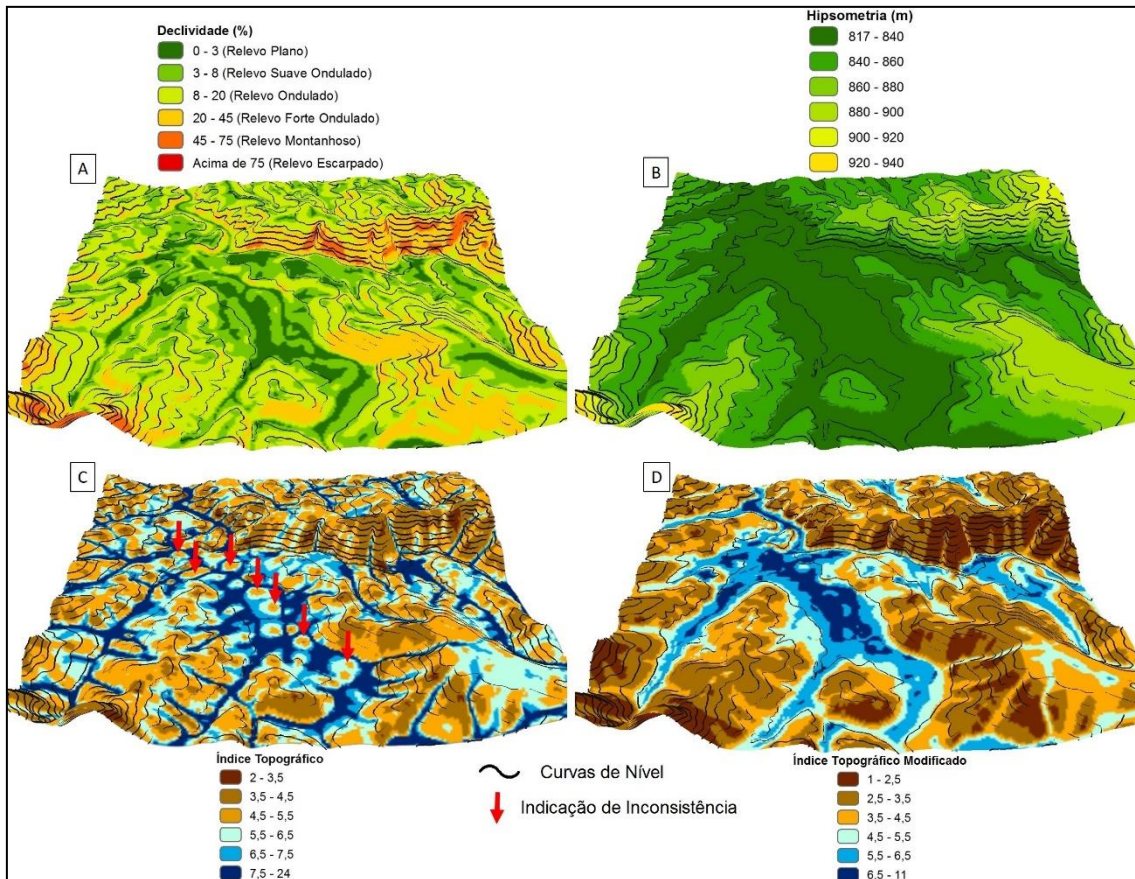 Declividade (%)
0 - 3 (Relevo Plano)
3 - 8 (Relevo Suave Ondulado)
8 - 20 (Relevo Ondulado)
20 - 45 (Relevo Forte Ondulado)
45 - 75 (Relevo Montanhoso)
Acima de 75 (Relevo Escarpado)
Hipsometria (m)
817 - 840
840 - 860
860 - 880
880 - 900
900 - 920
920 - 940
A
B
C
D
Índice Topográfico
2 - 3,5
3,5 - 4,5
4,5 - 5,5
5,5 - 6,5
6,5 - 7,5
7,5 - 24
Curvas de Nível
Indicação de Inconsistência
Índice Topográfico Modificado
1 - 2,5
2,5 - 3,5
3,5 - 4,5
4,5 - 5,5
5,5 - 6,5
6,5 - 11